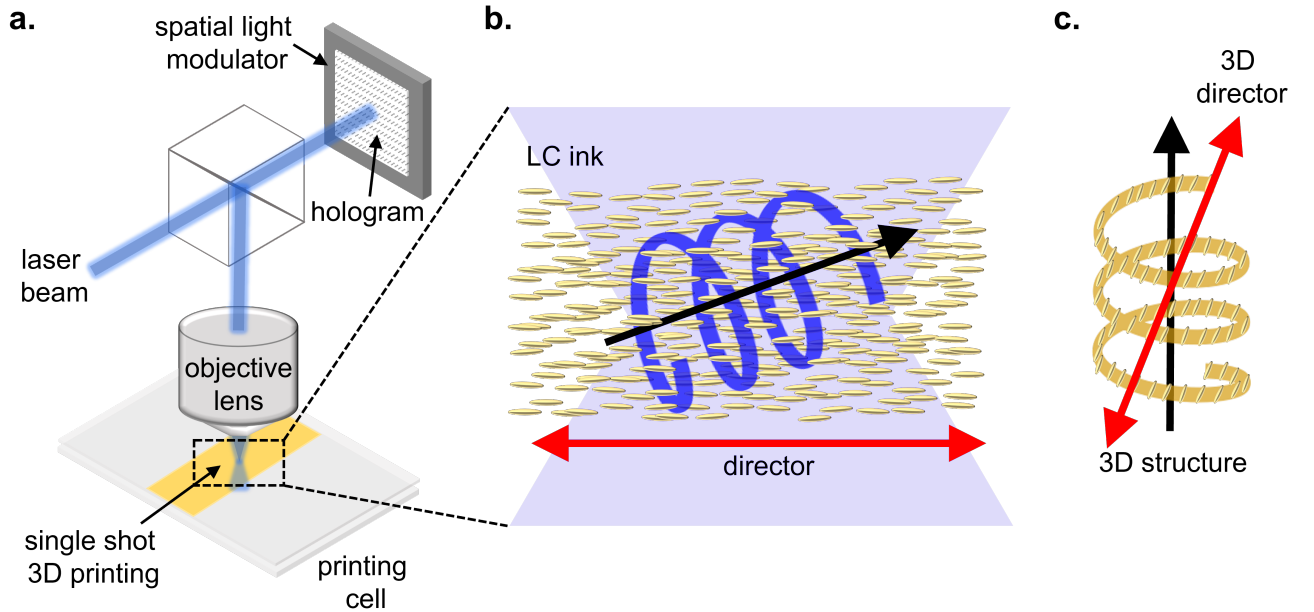 a.
spatial light
modulator
hologram
laser
beam
objective
lens
single shot
3D printing
printing
cell
b.
LC ink
director
c.
3D
director
3D structure